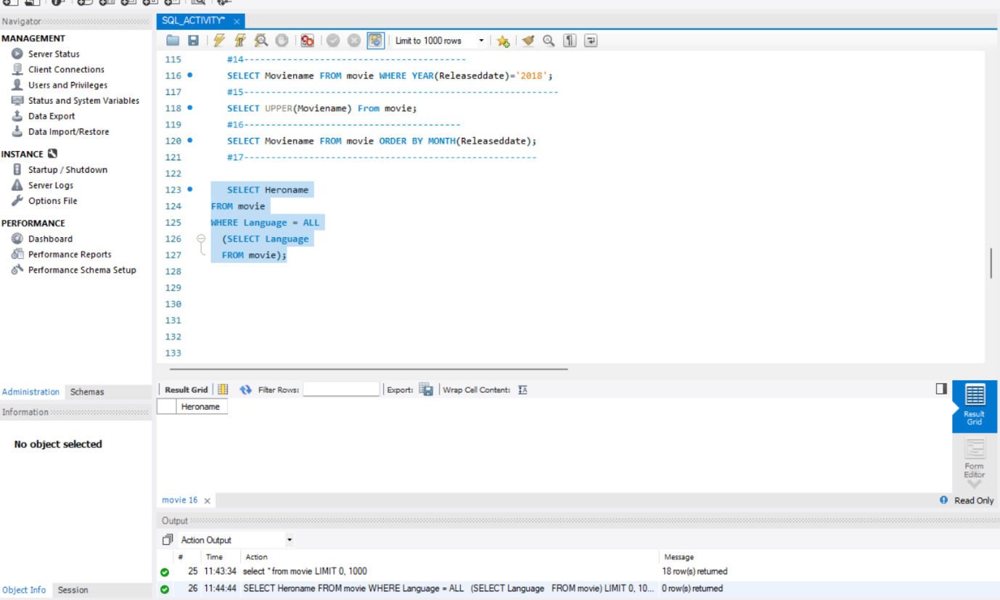 Navigator
SQL_ACTIVITY* ×
MANAGEMENT
Server Status
Client Connections
Users and Privileges
Status and System Variables
Data Export
Data Import/Restore
INSTANCE
Startup / Shutdown
Server Logs
Options File
PERFORMANCE
Dashboard
Performance Reports
Performance Schema Setup
Administration Schemas
Information
No object selected
Object Info Session
Limit to 1000 rows
115 #14-----------------------------------------
116 SELECT Moviename FROM movie WHERE YEAR(Releaseddate)='2018';
117 #15----------------------------------------------------------
118 SELECT UPPER(Moviename) From movie;
119 #16----------------------------------------
120 SELECT Moviename FROM movie ORDER BY MONTH(Releaseddate);
121 #17------------------------------------------------------
122
123 SELECT Heroname
124 FROM movie
125 WHERE Language = ALL
126 (SELECT Language
127 FROM movie);
128
129
130
131
132
133
Result Grid Filter Rows: Export: Wrap Cell Content: IA
Heroname
Result
Grid
Form
Editor
movie 16 ×
Read Only
Output
Action Output
# Time Action Message
25 11:43:34 select * from movie LIMIT 0, 1000 18 row(s) returned
26 11:44:44 SELECT Heroname FROM movie WHERE Language = ALL (SELECT Language FROM movie) LIMIT 0, 10... 0 row(s) returned